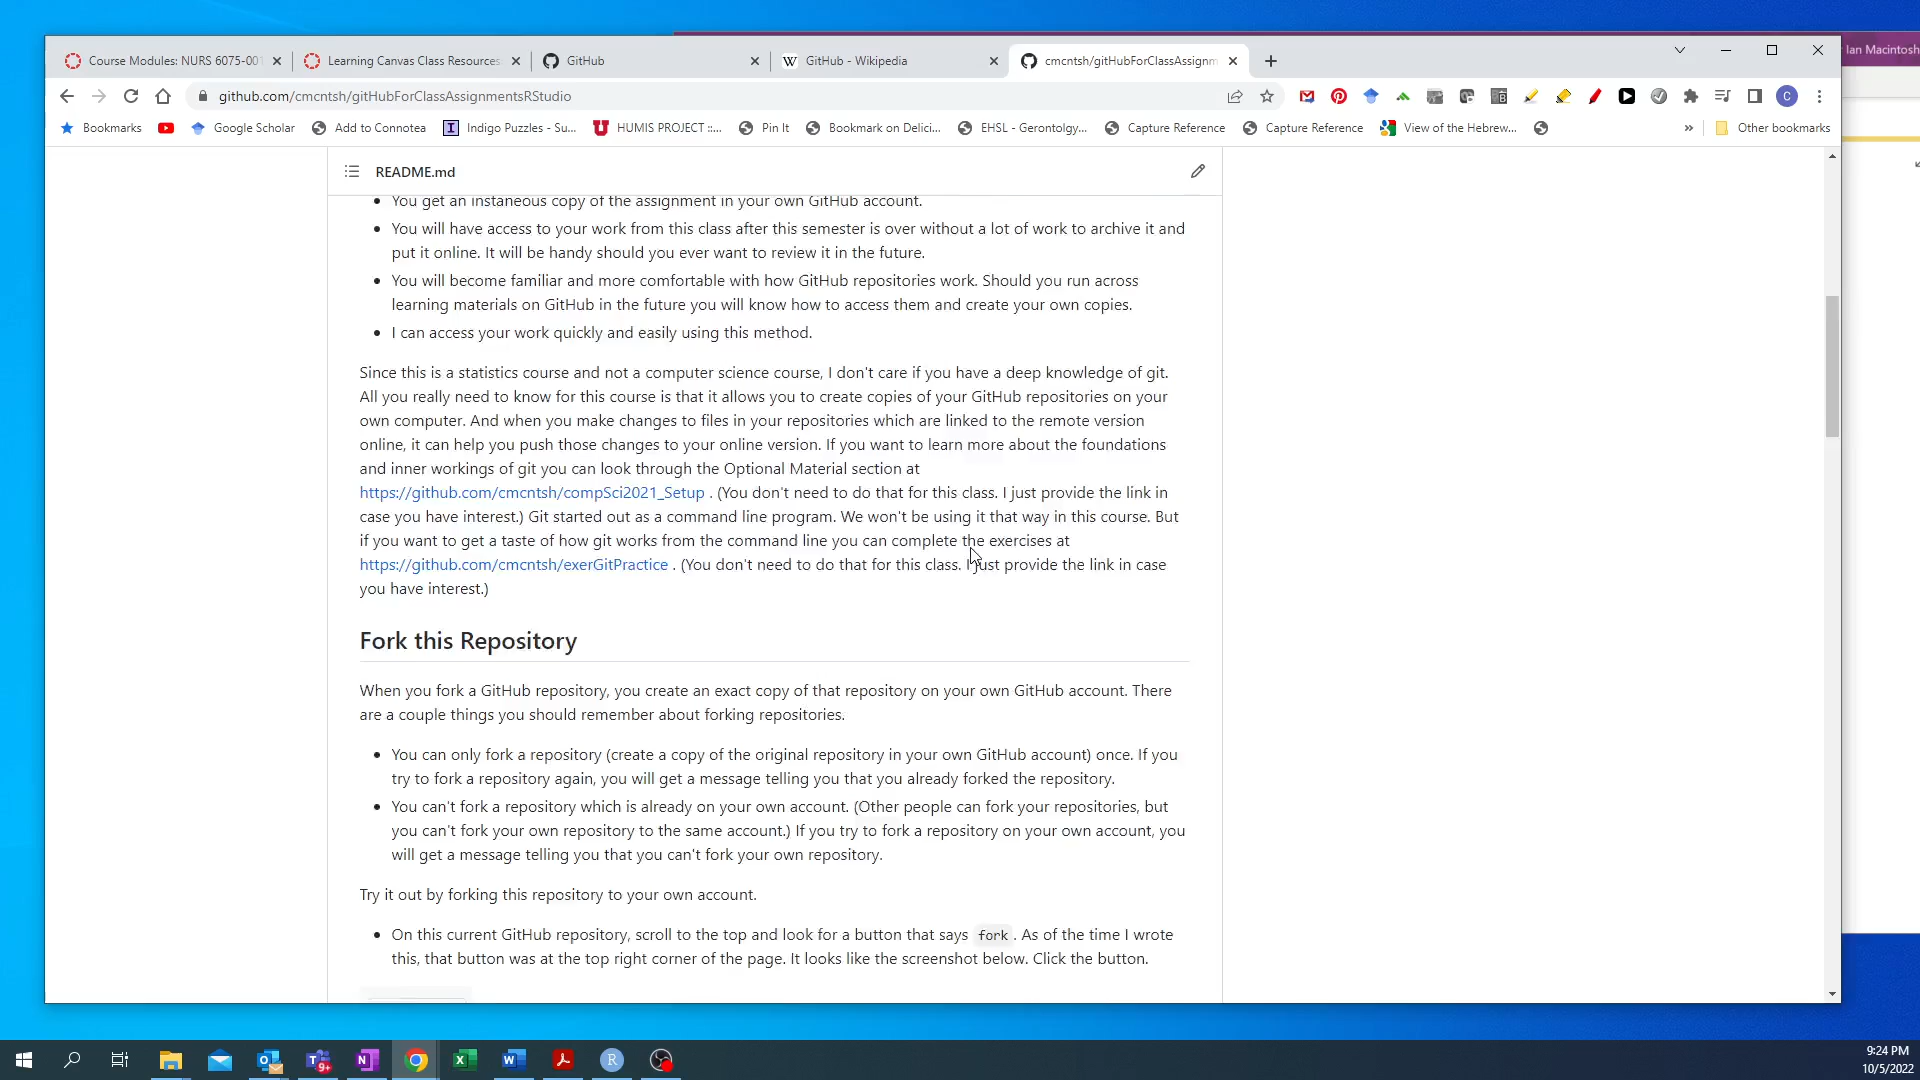 Ian Macintosh
Course Modules: NURS 6075-001
Learning Canvas Class Resources
GitHub
GitHub - Wikipedia
cmcntsh/gitHubForClassAssignm
github.com/cmcntsh/gitHubForClassAssignmentsRStudio
Bookmarks
Google Scholar
Add to Connotea
Indigo Puzzles - Su...
HUMIS PROJECT ::...
Pin It
Bookmark on Delici...
EHSL - Gerontolgy,...
Capture Reference
Capture Reference
View of the Hebrew...
»
Other bookmarks
README.md
• You get an instaneous copy of the assignment in your own GitHub account.
• You will have access to your work from this class after this semester is over without a lot of work to archive it and
put it online. It will be handy should you ever want to review it in the future.
• You will become familiar and more comfortable with how GitHub repositories work. Should you run across
learning materials on GitHub in the future you will know how to access them and create your own copies.
• I can access your work quickly and easily using this method.
Since this is a statistics course and not a computer science course, I don't care if you have a deep knowledge of git.
All you really need to know for this course is that it allows you to create copies of your GitHub repositories on your
own computer. And when you make changes to files in your repositories which are linked to the remote version
online, it can help you push those changes to your online version. If you want to learn more about the foundations
and inner workings of git you can look through the Optional Material section at
https://github.com/cmcntsh/compSci2021_Setup . (You don't need to do that for this class. I just provide the link in
case you have interest.) Git started out as a command line program. We won't be using it that way in this course. But
if you want to get a taste of how git works from the command line you can complete the exercises at
https://github.com/cmcntsh/exerGitPractice . (You don't need to do that for this class. I just provide the link in case
you have interest.)
Fork this Repository
When you fork a GitHub repository, you create an exact copy of that repository on your own GitHub account. There
are a couple things you should remember about forking repositories.
• You can only fork a repository (create a copy of the original repository in your own GitHub account) once. If you
try to fork a repository again, you will get a message telling you that you already forked the repository.
• You can't fork a repository which is already on your own account. (Other people can fork your repositories, but
you can't fork your own repository to the same account.) If you try to fork a repository on your own account, you
will get a message telling you that you can't fork your own repository.
Try it out by forking this repository to your own account.
• On this current GitHub repository, scroll to the top and look for a button that says fork . As of the time I wrote
this, that button was at the top right corner of the page. It looks like the screenshot below. Click the button.
9:24 PM
10/5/2022